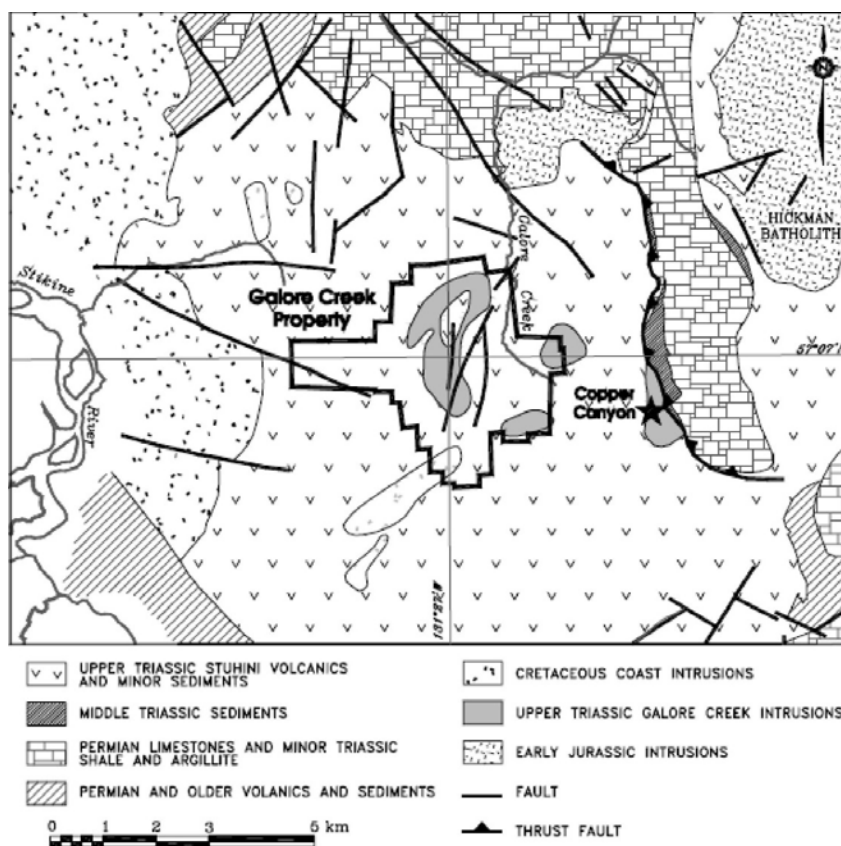 N
HICKMAN
BATHOLITH
Galore
Creek
Stikine
River
Galore Creek
Property
57°07'
Copper
Canyon
UPPER TRIASSIC STUHINI VOLCANICS
AND MINOR SEDIMENTS
MIDDLE TRIASSIC SEDIMENTS
PERMIAN LIMESTONES AND MINOR TRIASSIC
SHALE AND ARGILLITE
PERMIAN AND OLDER VOLANICS AND SEDIMENTS
0 1 2 3 5 km
CRETACEOUS COAST INTRUSIONS
UPPER TRIASSIC GALORE CREEK INTRUSIONS
EARLY JURASSIC INTRUSIONS
FAULT
THRUST FAULT